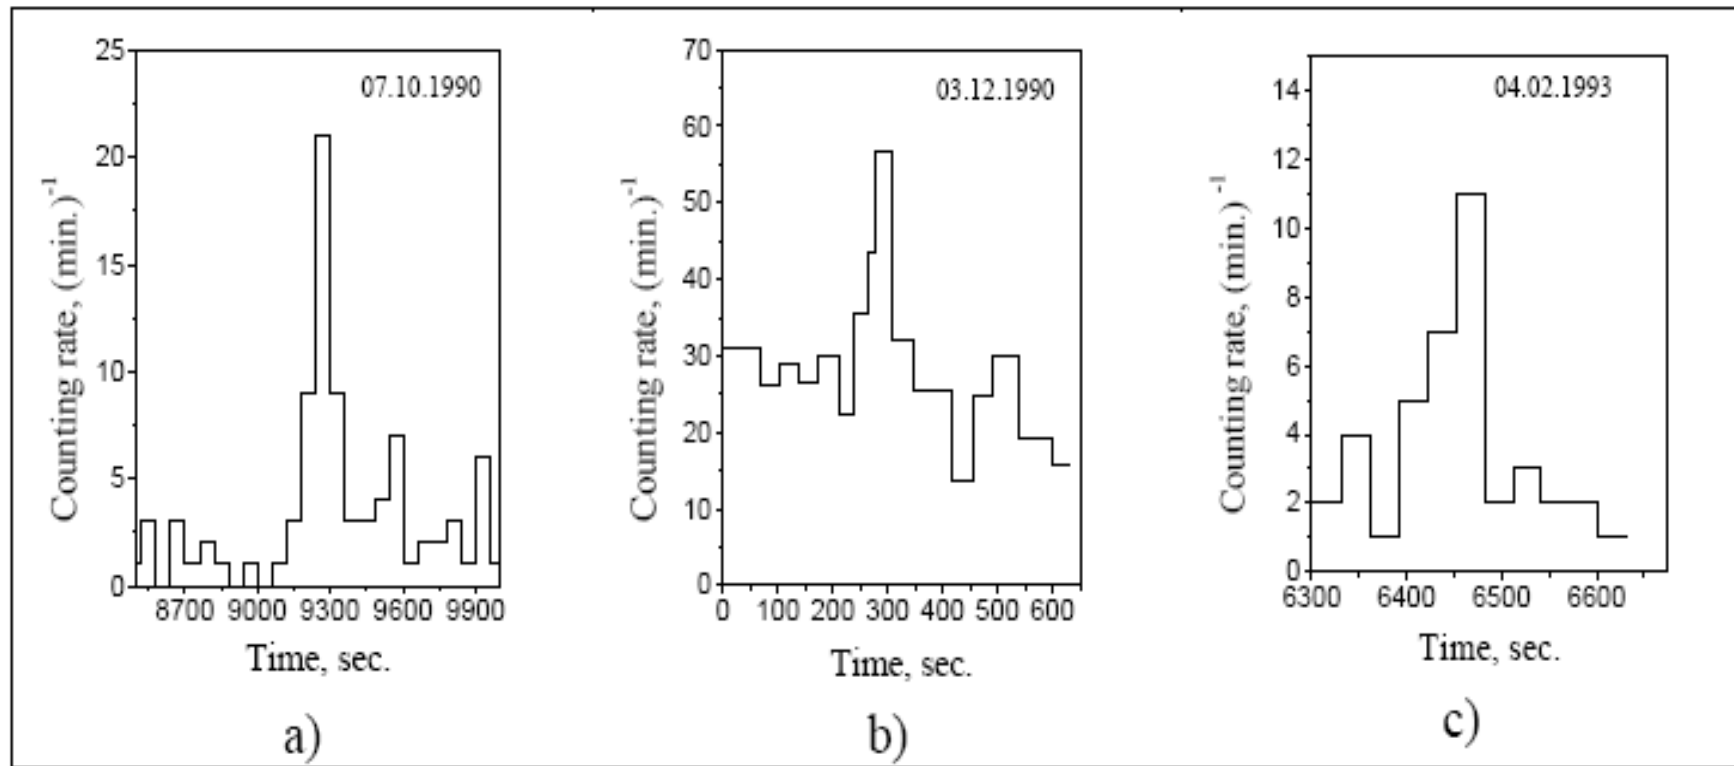 07.10.1990
25
20
15
10
5
0
Counting rate, (min.)⁻¹
8700 9000 9300 9600 9900
Time, sec.
a)
03.12.1990
70
60
50
40
30
20
10
0
Counting rate, (min.)⁻¹
0 100 200 300 400 500 600
Time, sec.
b)
04.02.1993
14
12
10
8
6
4
2
0
Counting rate, (min.) ⁻¹
6300 6400 6500 6600
Time, sec.
c)